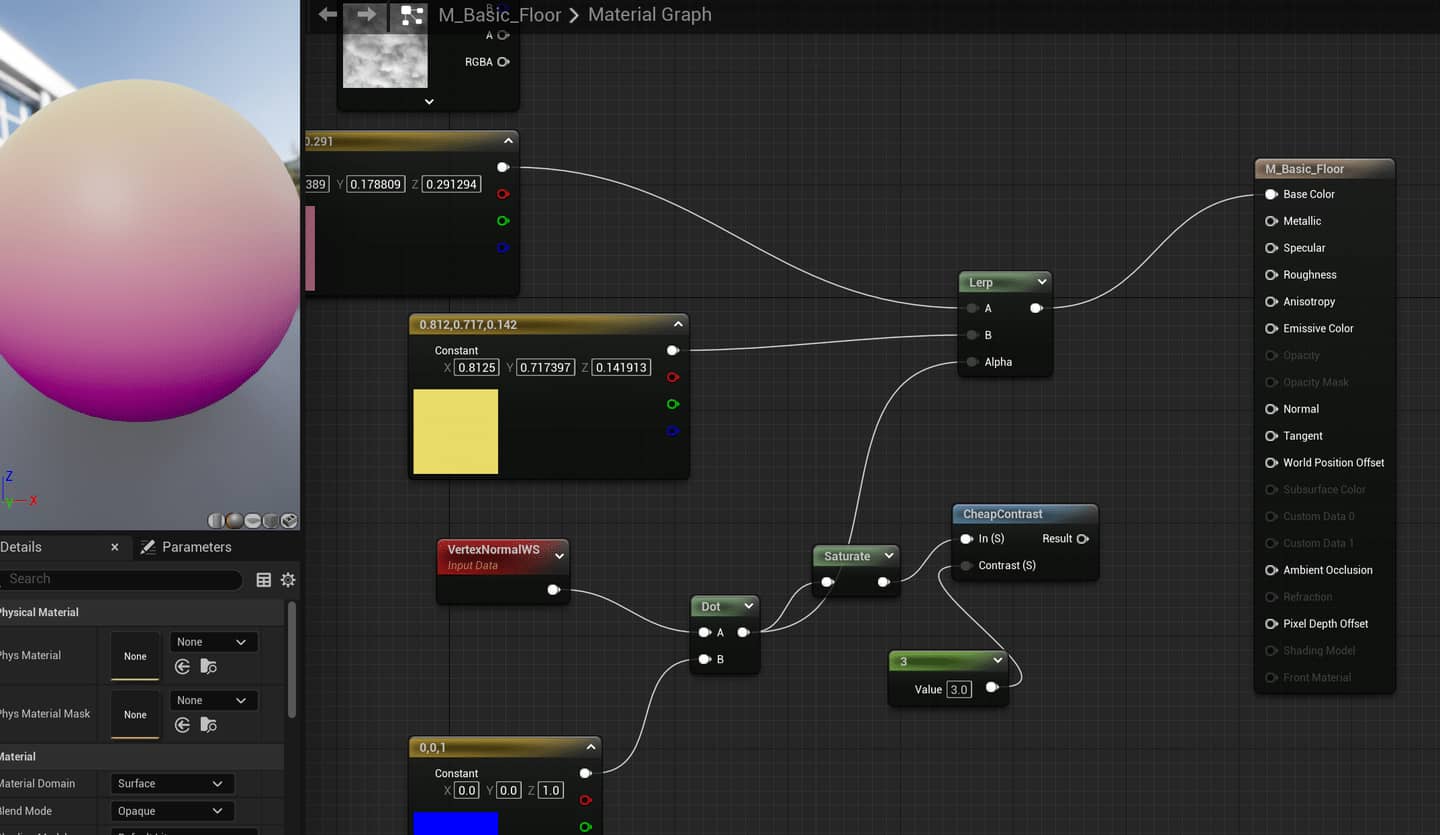 M_Basic_Floor > Material Graph
B
A
RGBA
0.291
389 Y 0.178809 Z 0.291294
0.812,0.717,0.142
Constant
X 0.8125 Y 0.717397 Z 0.141913
Lerp
A
B
Alpha
M_Basic_Floor
Base Color
Metallic
Specular
Roughness
Anisotropy
Emissive Color
Opacity
Opacity Mask
Normal
Tangent
World Position Offset
Subsurface Color
Custom Data 0
Custom Data 1
Ambient Occlusion
Refraction
Pixel Depth Offset
Shading Model
Front Material
VertexNormalWS
Input Data
Dot
A
B
Saturate
CheapContrast
In (S) Result
Contrast (S)
3
Value 3.0
0,0,1
Constant
X 0.0 Y 0.0 Z 1.0
Z
Y X
Details Parameters
Search
Physical Material
Phys Material None None
Phys Material Mask None None
Material
Material Domain Surface
Blend Mode Opaque